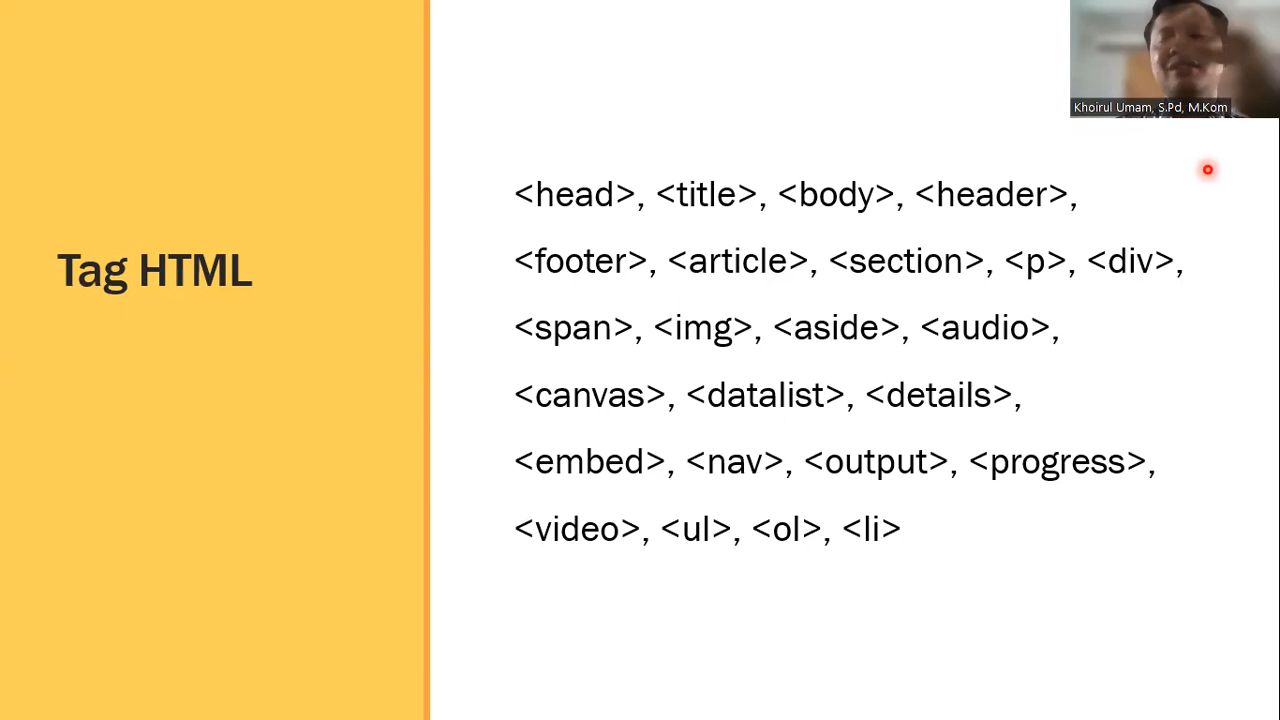 Khoirul Umam, S.Pd, M.Kom
Tag HTML
<head>, <title>, <body>, <header>,
<footer>, <article>, <section>, <p>, <div>,
<span>, <img>, <aside>, <audio>,
<canvas>, <datalist>, <details>,
<embed>, <nav>, <output>, <progress>,
<video>, <ul>, <ol>, <li>